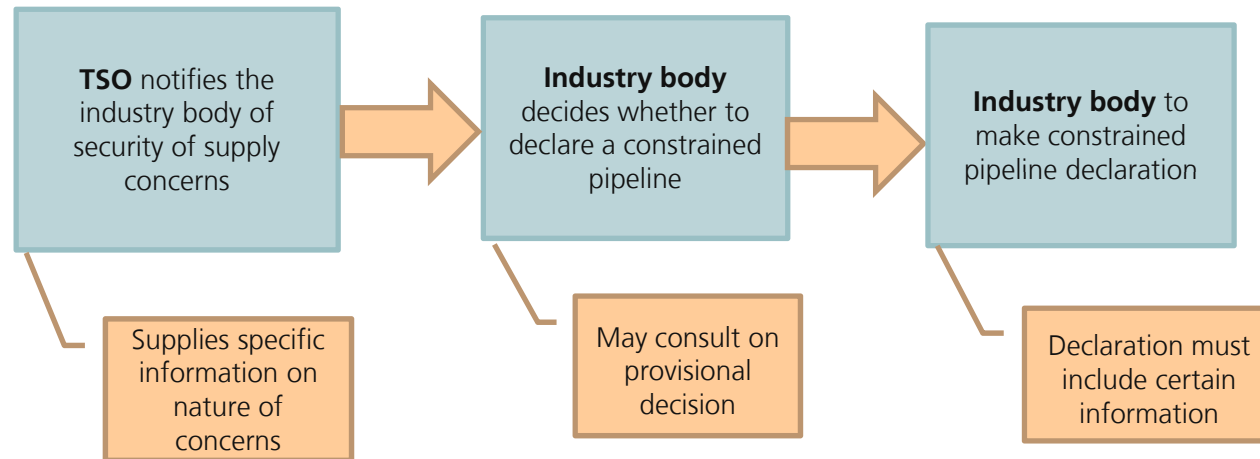 TSO notifies the
industry body of
security of supply
concerns
Industry body
decides whether to
declare a constrained
pipeline
Industry body to
make constrained
pipeline declaration
Supplies specific
information on
nature of
concerns
May consult on
provisional
decision
Declaration must
include certain
information